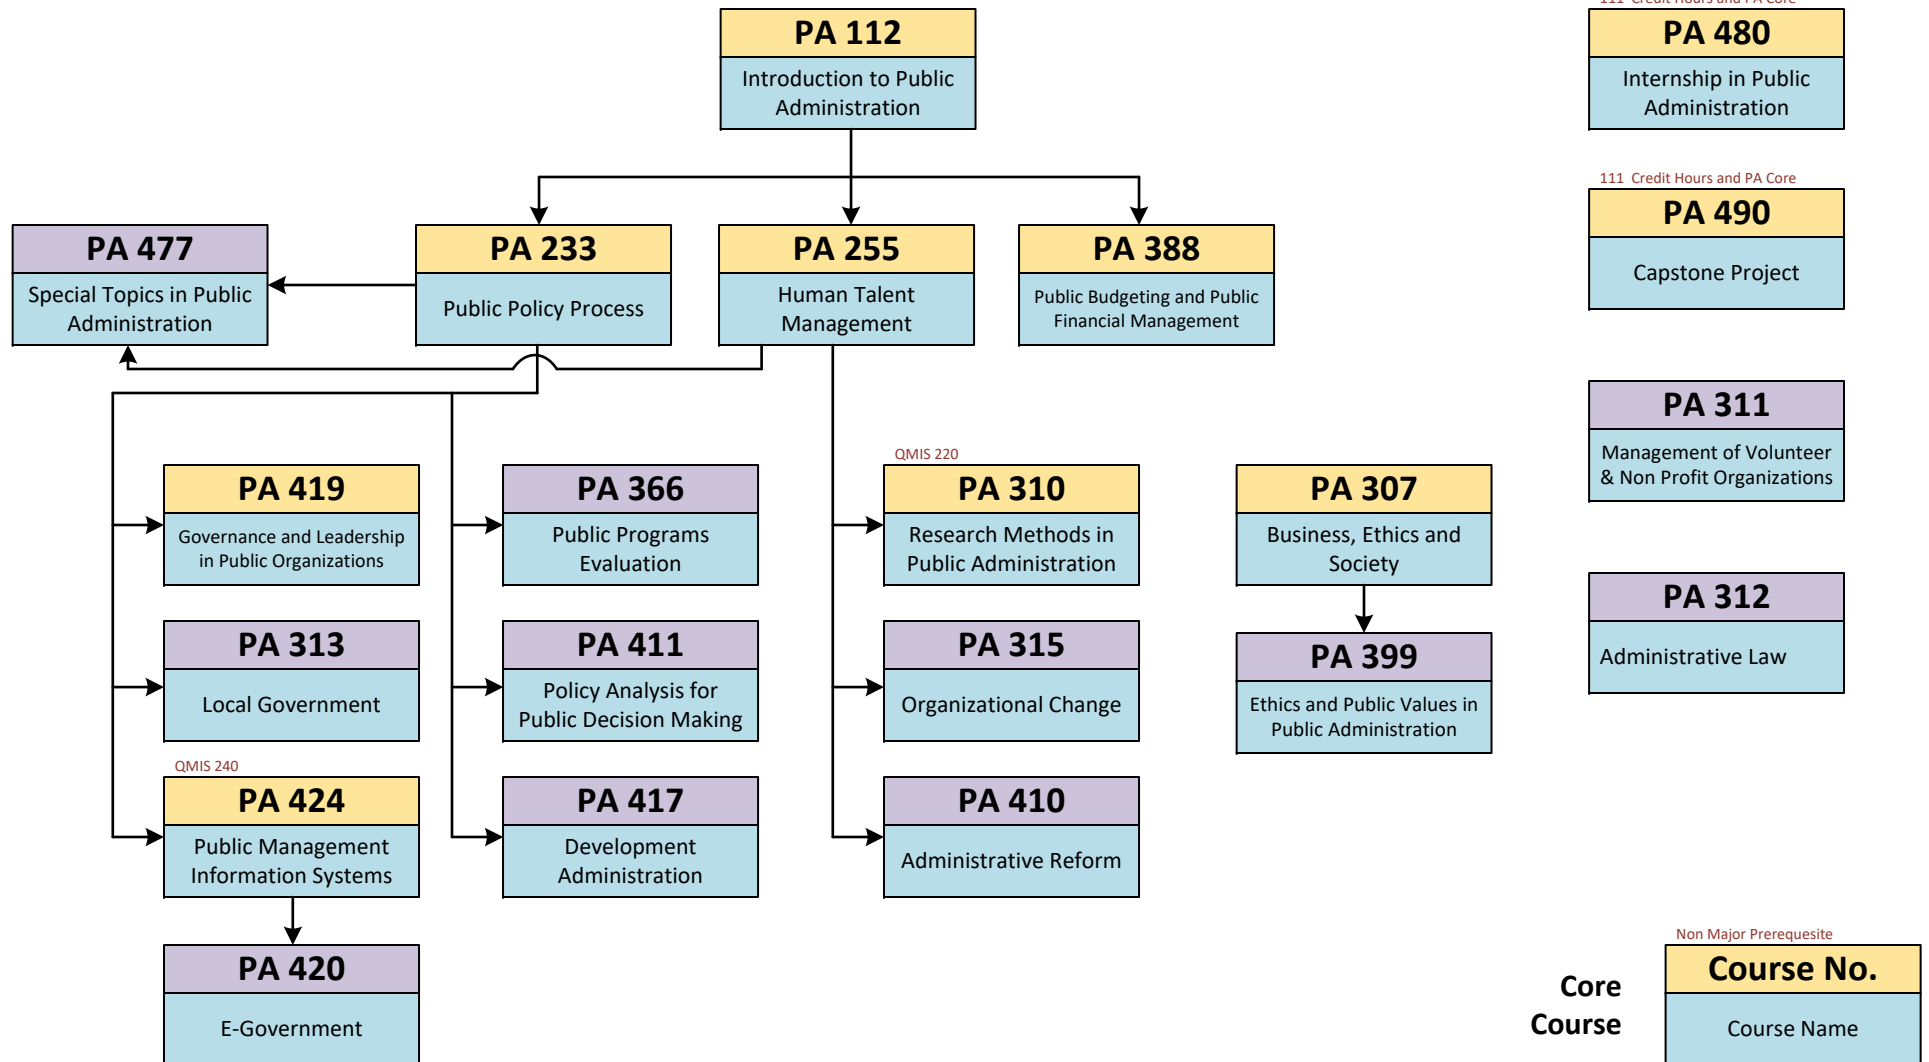 PA 112
Introduction to Public
Administration
111 Credit Hours and PA Core
PA 480
Internship in Public
Administration
111 Credit Hours and PA Core
PA 490
Capstone Project
PA 477
Special Topics in Public
Administration
PA 233
Public Policy Process
PA 255
Human Talent
Management
PA 388
Public Budgeting and Public
Financial Management
PA 311
Management of Volunteer
& Non Profit Organizations
PA 419
Governance and Leadership
in Public Organizations
PA 366
Public Programs
Evaluation
QMIS 220
PA 310
Research Methods in
Public Administration
PA 307
Business, Ethics and
Society
PA 312
Administrative Law
PA 313
Local Government
PA 411
Policy Analysis for
Public Decision Making
PA 315
Organizational Change
PA 399
Ethics and Public Values in
Public Administration
QMIS 240
PA 424
Public Management
Information Systems
PA 417
Development
Administration
PA 410
Administrative Reform
PA 420
E-Government
Core
Course
Non Major Prerequesite
Course No.
Course Name